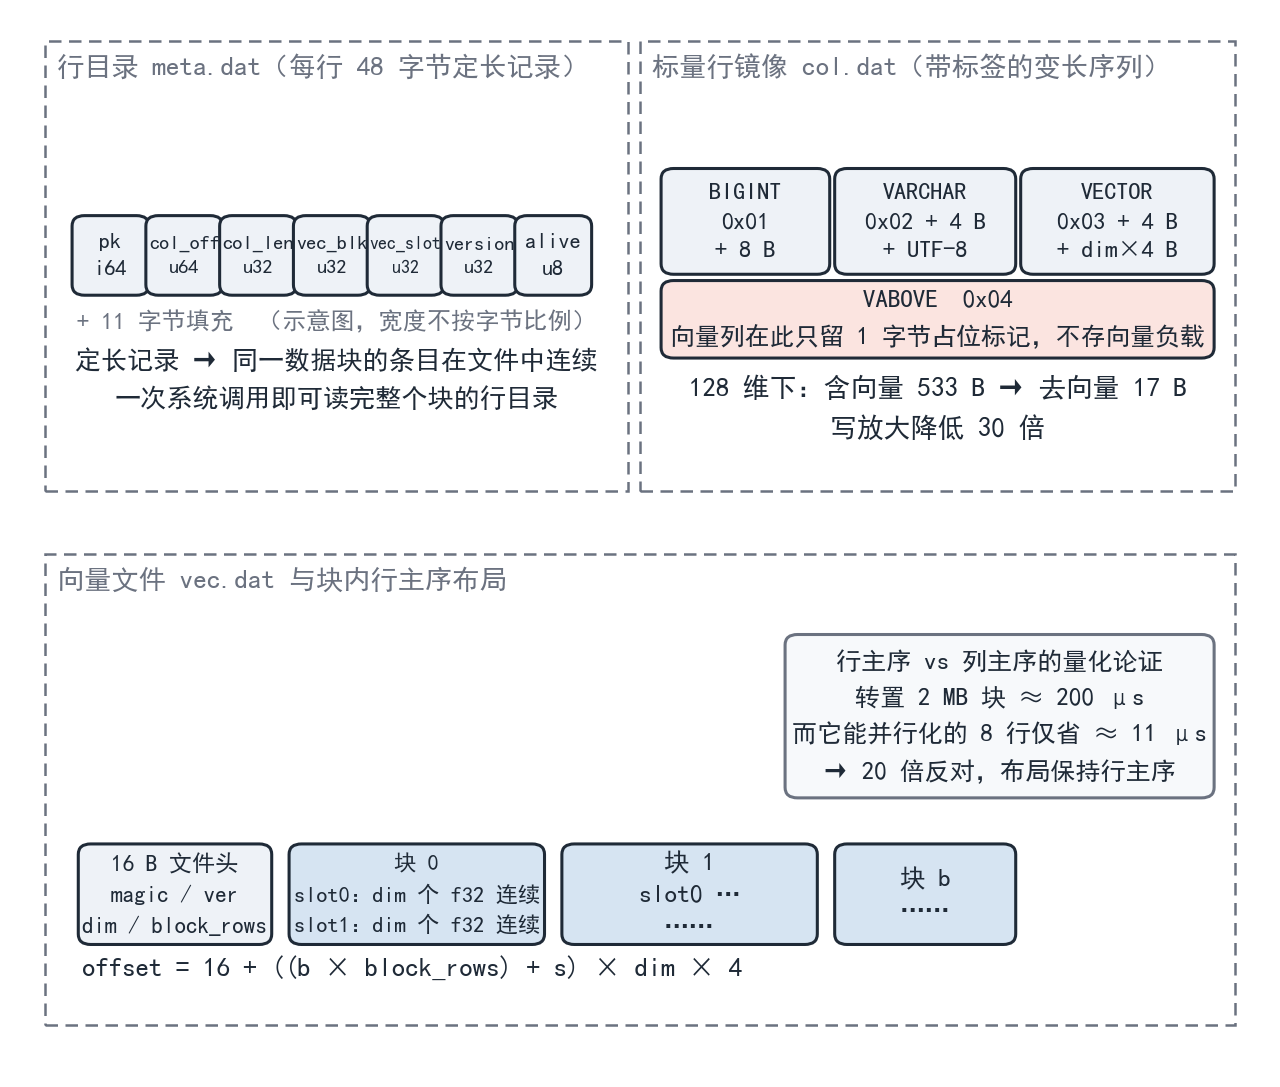 行目录 meta.dat（每行 48 字节定长记录）
pk
i64
col_off
u64
col_len
u32
vec_blk
u32
vec_slot
u32
version
u32
alive
u8
+ 11 字节填充 （示意图，宽度不按字节比例）
定长记录 → 同一数据块的条目在文件中连续
一次系统调用即可读完整个块的行目录
标量行镜像 col.dat（带标签的变长序列）
BIGINT
0x01
+ 8 B
VARCHAR
0x02 + 4 B
+ UTF-8
VECTOR
0x03 + 4 B
+ dim×4 B
VABOVE 0x04
向量列在此只留 1 字节占位标记，不存向量负载
128 维下：含向量 533 B → 去向量 17 B
写放大降低 30 倍
向量文件 vec.dat 与块内行主序布局
行主序 vs 列主序的量化论证
转置 2 MB 块 ≈ 200 μs
而它能并行化的 8 行仅省 ≈ 11 μs
→ 20 倍反对，布局保持行主序
16 B 文件头
magic / ver
dim / block_rows
块 0
slot0：dim 个 f32 连续
slot1：dim 个 f32 连续
块 1
slot0 ⋯
⋯⋯
块 b
⋯⋯
offset = 16 + ((b × block_rows) + s) × dim × 4